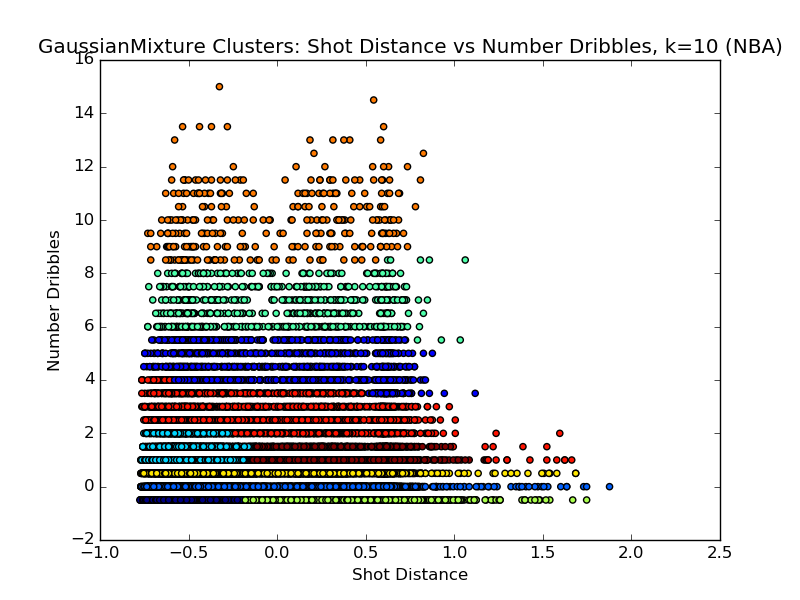 GaussianMixture Clusters: Shot Distance vs Number Dribbles, k=10 (NBA)
16
14
12
10
8
6
4
2
0
−2
Number Dribbles
−1.0 −0.5 0.0 0.5 1.0 1.5 2.0 2.5
Shot Distance